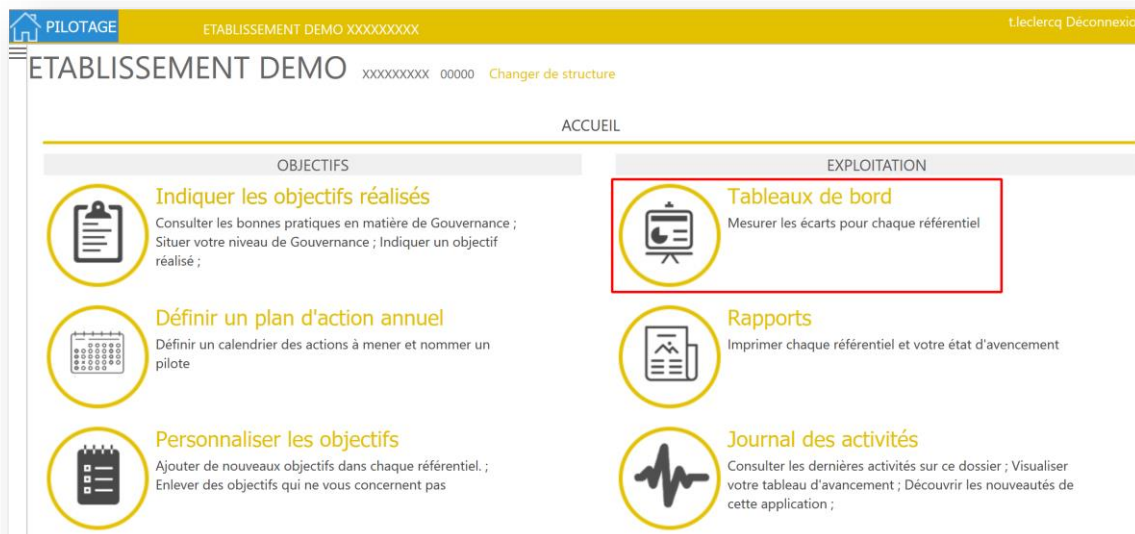 PILOTAGE
ETABLISSEMENT DEMO XXXXXXXXX
t.leclercq Déconnexio
ETABLISSEMENT DEMO xxxxxxxxx 00000 Changer de structure
ACCUEIL
OBJECTIFS
Indiquer les objectifs réalisés
Consulter les bonnes pratiques en matière de Gouvernance ;
Situer votre niveau de Gouvernance ; Indiquer un objectif
réalisé ;
Définir un plan d'action annuel
Définir un calendrier des actions à mener et nommer un
pilote
Personnaliser les objectifs
Ajouter de nouveaux objectifs dans chaque référentiel. ;
Enlever des objectifs qui ne vous concernent pas
EXPLOITATION
Tableaux de bord
Mesurer les écarts pour chaque référentiel
Rapports
Imprimer chaque référentiel et votre état d'avencement
Journal des activités
Consulter les dernières activités sur ce dossier ; Visualiser
votre tableau d'avancement ; Découvrir les nouveautés de
cette application ;